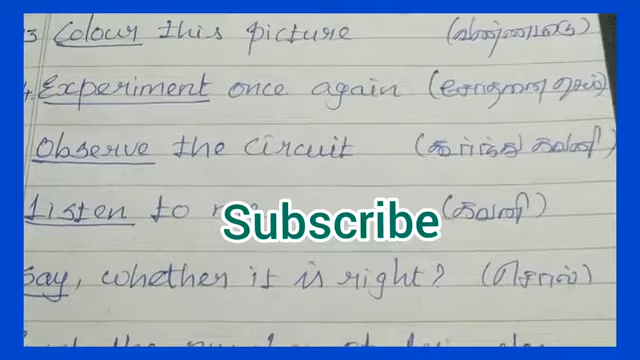 3 Colour this picture (வண்ணமிடு)
4. Experiment once again (சோதனை செய்)
Observe the circuit (கூர்ந்து கவனி)
Listen to (கவனி)
Subscribe
Say, whether it is right? (சொல்)